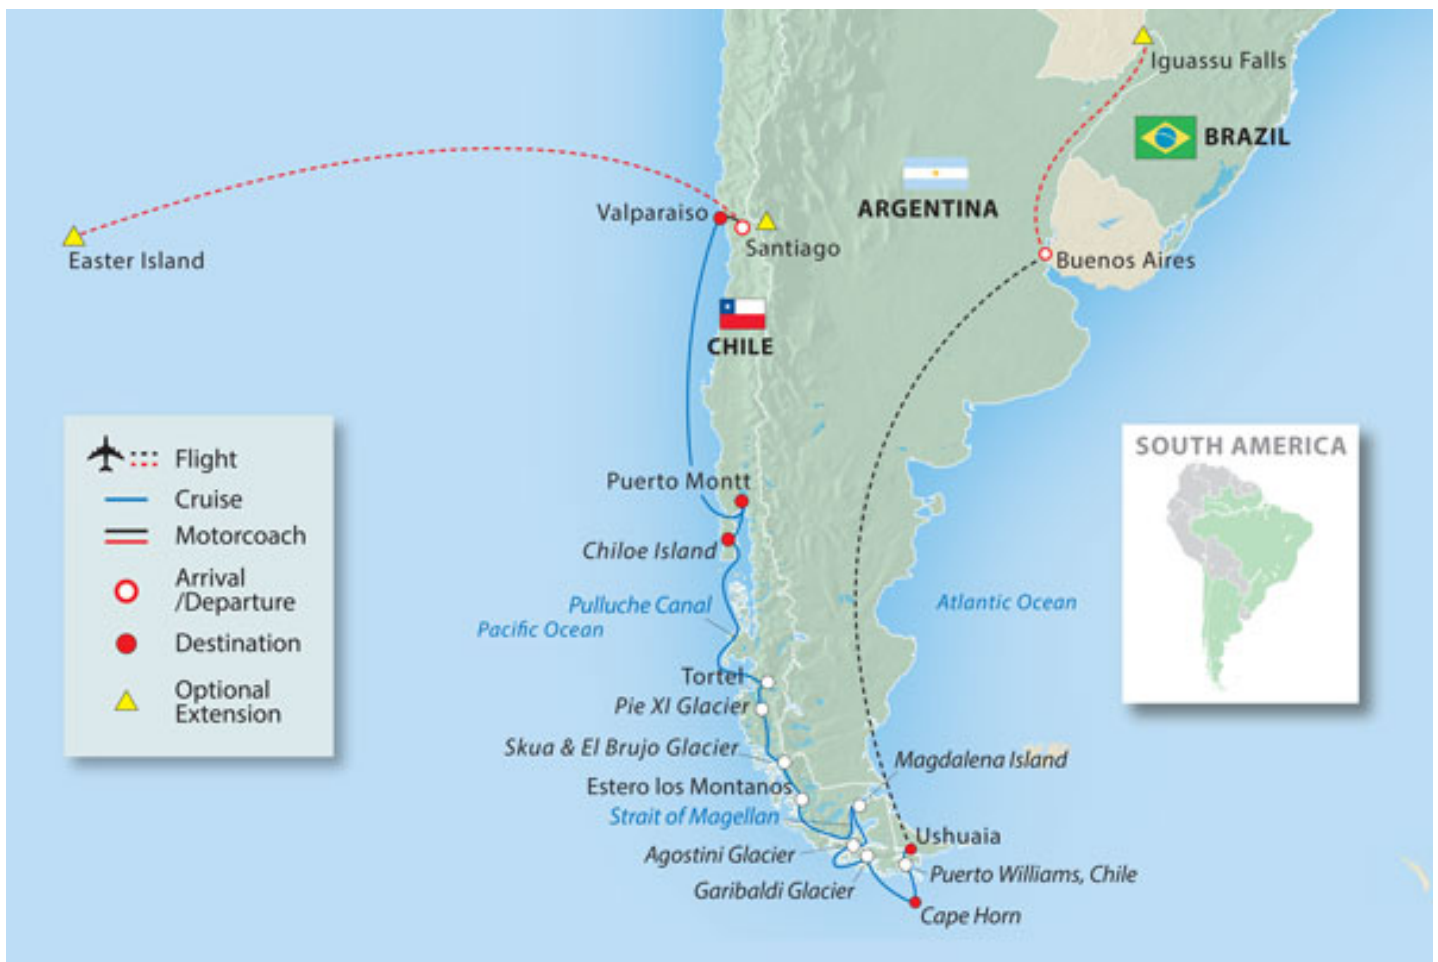 Iguassu Falls
BRAZIL
ARGENTINA
Valparaiso
Santiago
Easter Island
Buenos Aires
CHILE
Flight
Cruise
Motorcoach
Arrival
/Departure
Destination
Optional
Extension
SOUTH AMERICA
Puerto Montt
Chiloe Island
Pulluche Canal
Pacific Ocean
Atlantic Ocean
Tortel
Pie XI Glacier
Skua & El Brujo Glacier
Magdalena Island
Estero los Montanos
Strait of Magellan
Ushuaia
Agostini Glacier
Puerto Williams, Chile
Garibaldi Glacier
Cape Horn